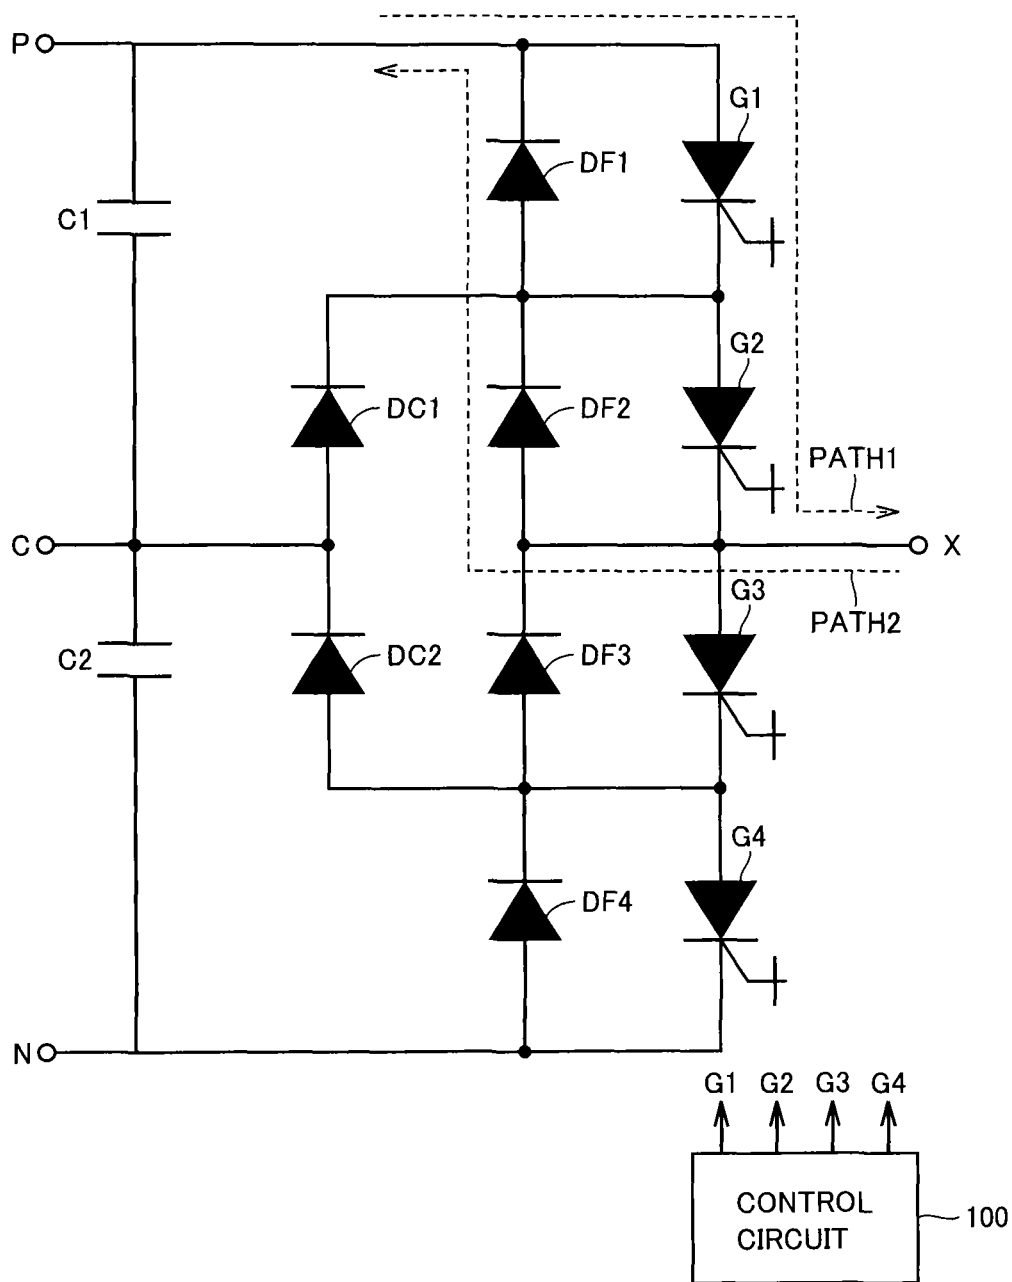 P
G1
DF1
C1
G2
DC1
DF2
PATH1
C
X
G3
PATH2
C2
DC2
DF3
G4
DF4
N
G1 G2 G3 G4
CONTROL
CIRCUIT
100